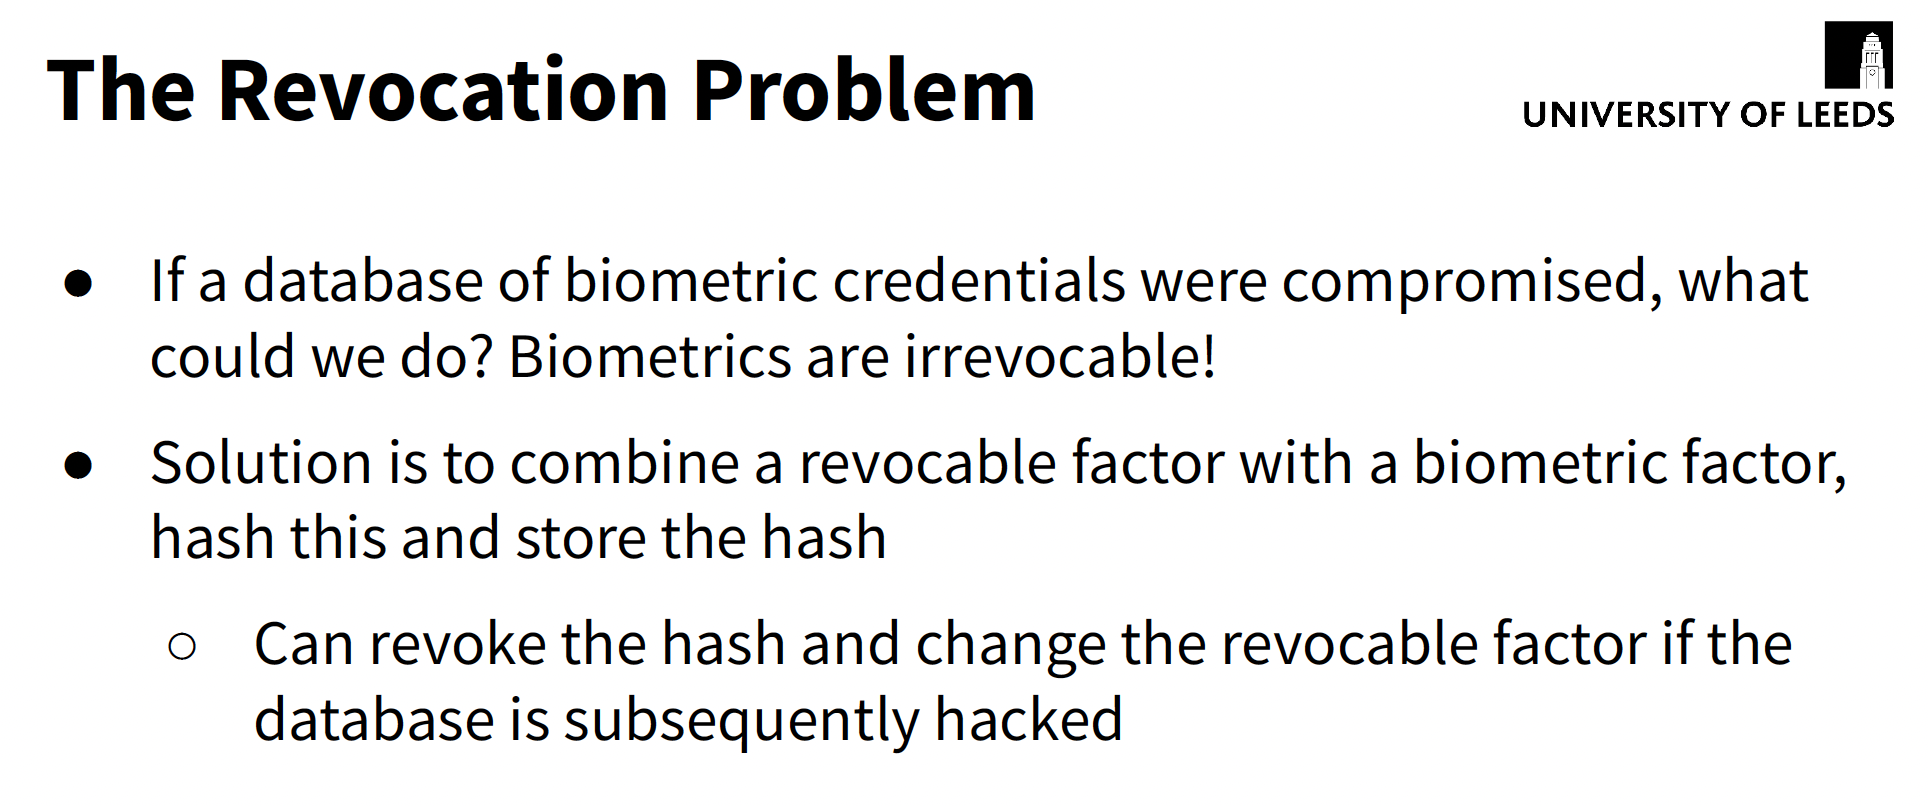 The Revocation Problem
UNIVERSITY OF LEEDS
● If a database of biometric credentials were compromised, what
could we do? Biometrics are irrevocable!
● Solution is to combine a revocable factor with a biometric factor,
hash this and store the hash
○ Can revoke the hash and change the revocable factor if the
database is subsequently hacked